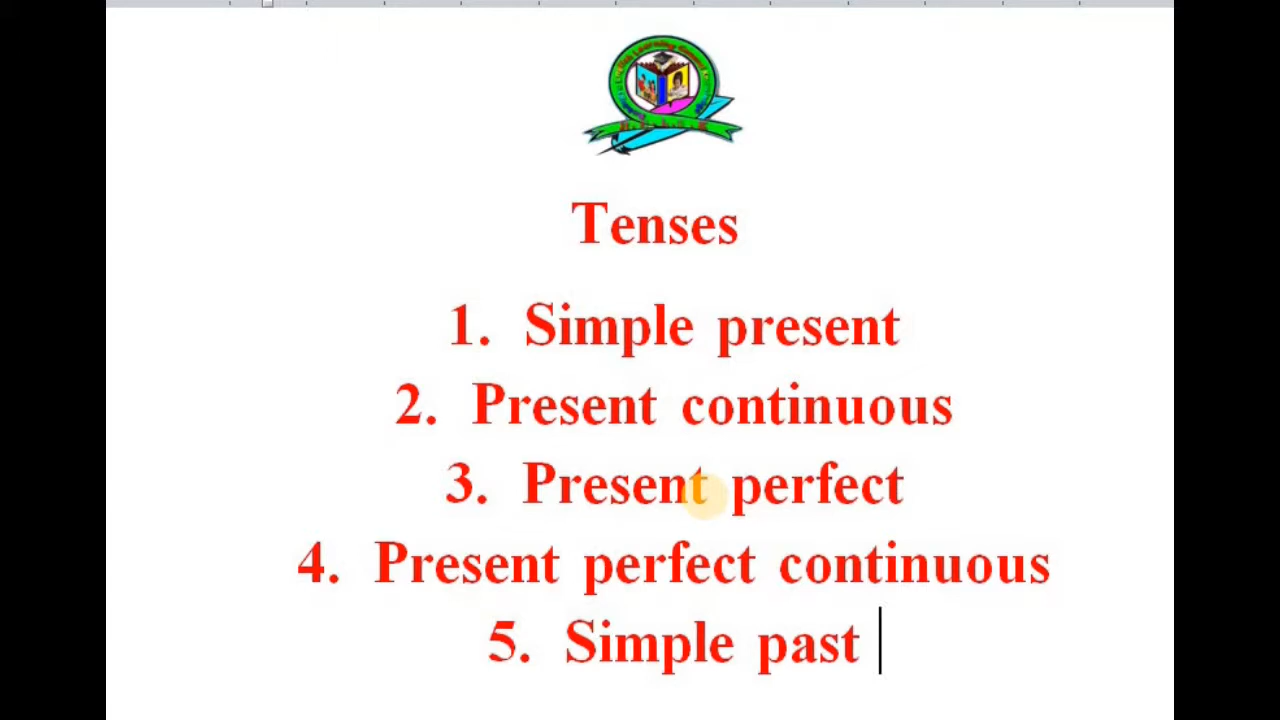 Tenses
1. Simple present
2. Present continuous
3. Present perfect
4. Present perfect continuous
5. Simple past